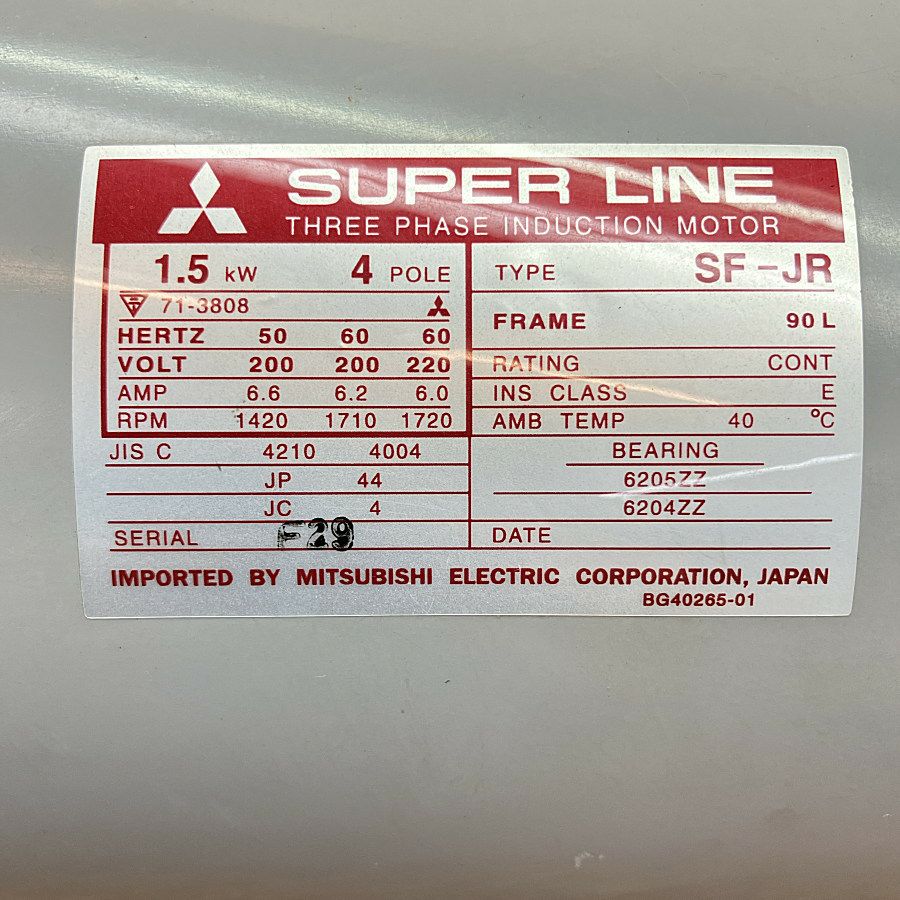 SUPER LINE
THREE PHASE INDUCTION MOTOR
1.5 kW 4 POLE
71-3808
HERTZ 50 60 60
VOLT 200 200 220
AMP 6.6 6.2 6.0
RPM 1420 1710 1720
JIS C 4210 4004
JP 44
JC 4
SERIAL F29
TYPE SF-JR
FRAME 90 L
RATING CONT
INS CLASS E
AMB TEMP 40 °C
BEARING
6205ZZ
6204ZZ
DATE
IMPORTED BY MITSUBISHI ELECTRIC CORPORATION, JAPAN
BG40265-01